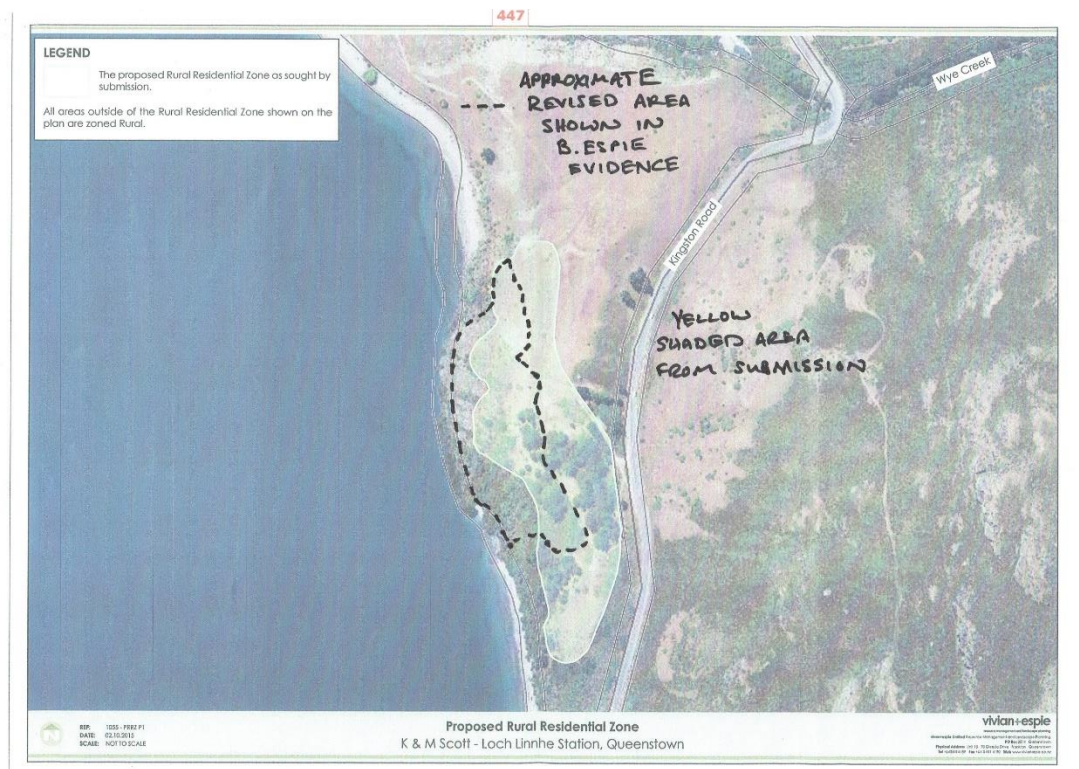 447
LEGEND
The proposed Rural Residential Zone as sought by
submission.
All areas outside of the Rural Residential Zone shown on the
plan are zoned Rural.
APPROXIMATE
REVISED AREA
SHOWN IN
B. ESPIE
EVIDENCE
Wye Creek
Kingston Road
YELLOW
SHADED AREA
FROM SUBMISSION
REF: 1055 - PRRZ P1
DATE: 02.10.2015
SCALE: NOT TO SCALE
Proposed Rural Residential Zone
K & M Scott - Loch Linnhe Station, Queenstown
vivian+espie